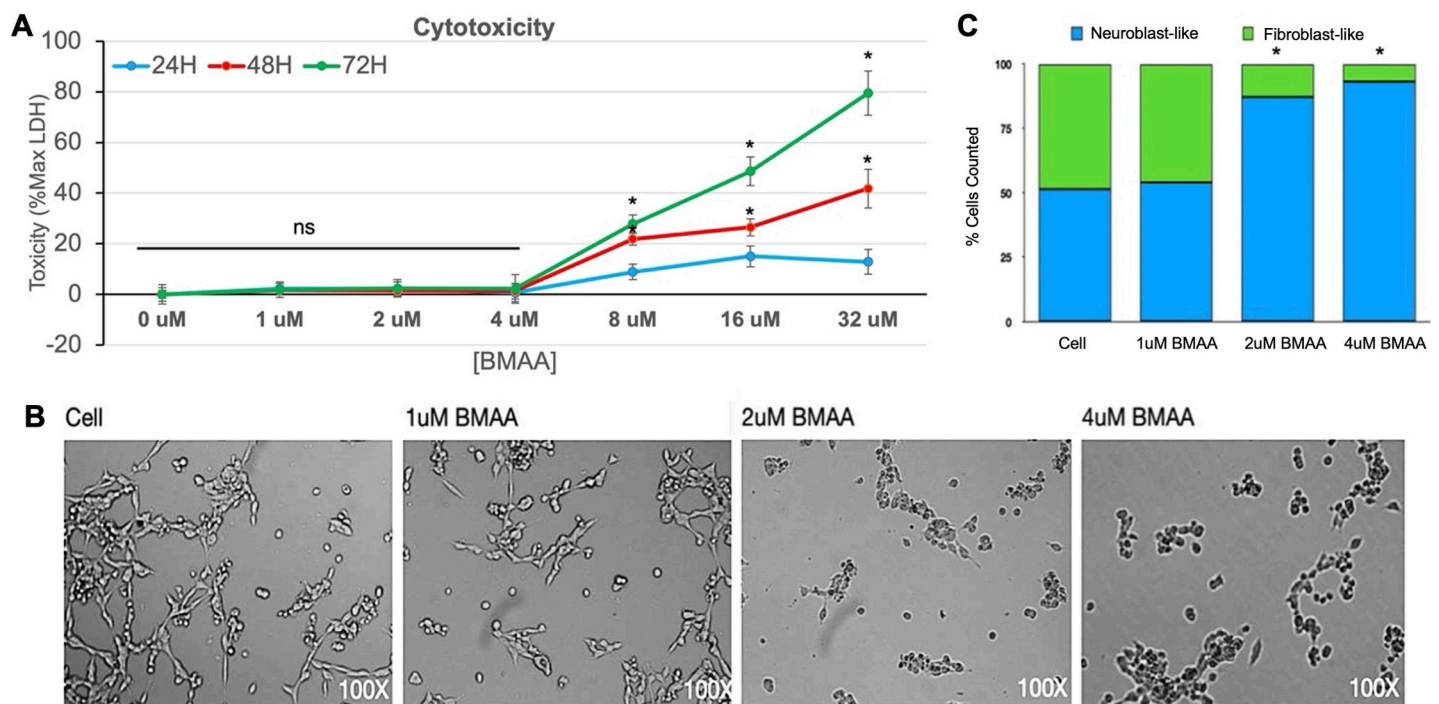 A
Cytotoxicity
100
80
60
40
20
0
-20
Toxicity (%Max LDH)
24H 48H 72H
ns
* * * * * *
0 uM 1 uM 2 uM 4 uM 8 uM 16 uM 32 uM
[BMAA]
C
Neuroblast-like Fibroblast-like
* *
100
75
50
25
0
% Cells Counted
Cell 1uM BMAA 2uM BMAA 4uM BMAA
B
Cell 1uM BMAA 2uM BMAA 4uM BMAA
100X 100X 100X 100X